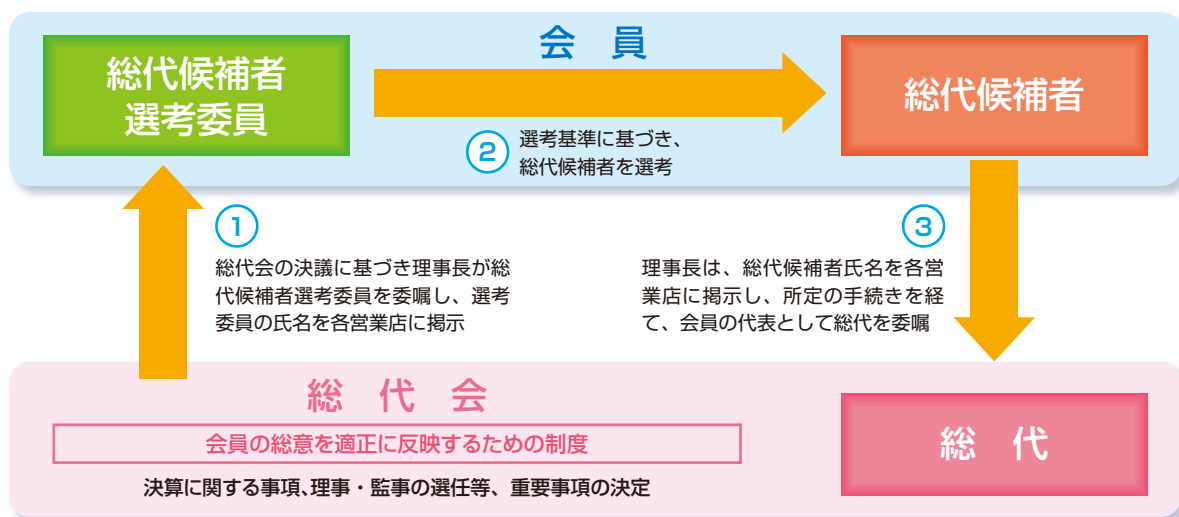 会 員
総代候補者
選考委員
総代候補者
② 選考基準に基づき、
総代候補者を選考
①
総代会の決議に基づき理事長が総
代候補者選考委員を委嘱し、選考
委員の氏名を各営業店に掲示
③
理事長は、総代候補者氏名を各営
業店に掲示し、所定の手続きを経
て、会員の代表として総代を委嘱
総 代 会
会員の総意を適正に反映するための制度
決算に関する事項、理事・監事の選任等、重要事項の決定
総 代